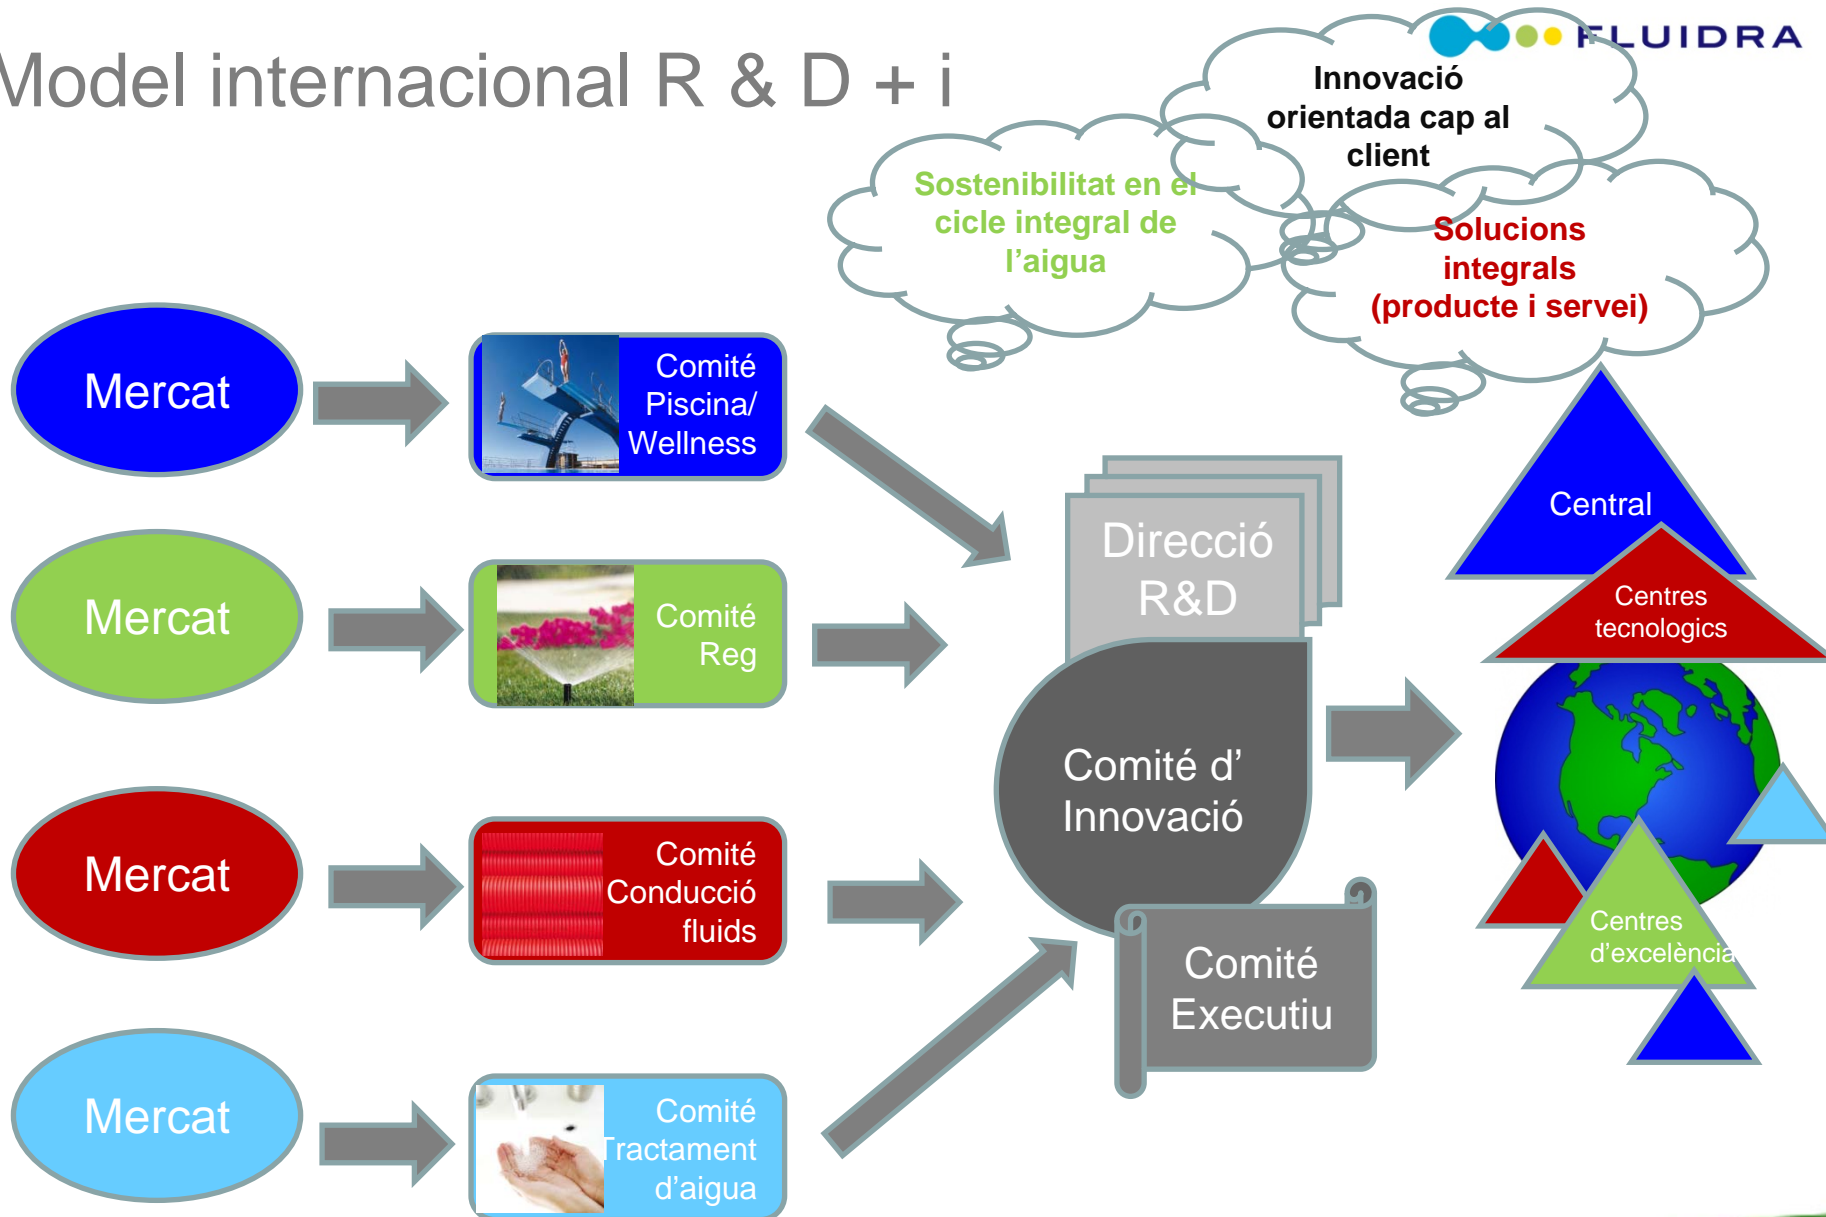 Model internacional R & D + i
FLUIDRA
Innovació
orientada cap al
client
Sostenibilitat en el
cicle integral de
l’aigua
Solucions
integrals
(producte i servei)
Mercat
Comité
Piscina/
Wellness
Mercat
Comité
Reg
Mercat
Comité
Conducció
fluids
Mercat
Comité
Tractament
d’aigua
Direcció
R&D
Comité d’
Innovació
Comité
Executiu
Central
Centres
tecnologics
Centres
d’excelència